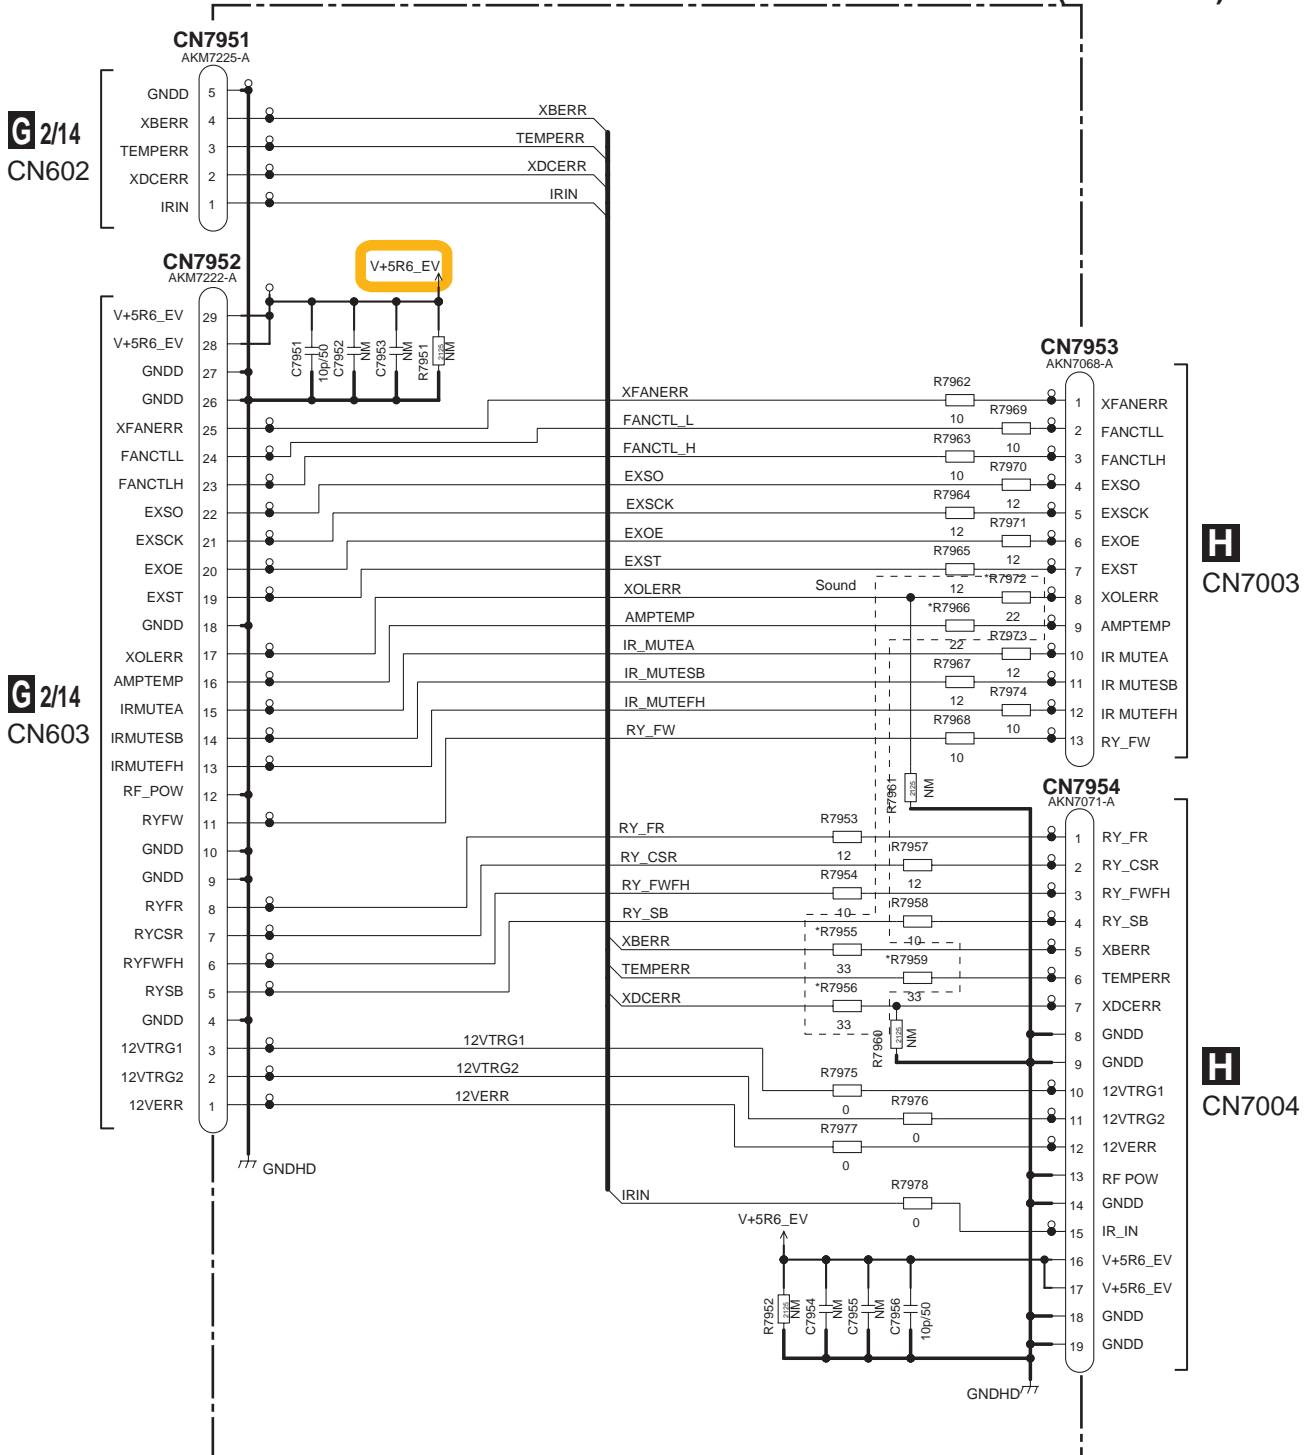 CN7951
AKM7225-A
G 2/14
CN602
GNDD 5
XBERR 4 XBERR
TEMPERR 3 TEMPERR
XDCERR 2 XDCERR
IRIN 1 IRIN
CN7952
AKM7222-A
V+5R6_EV
V+5R6_EV 29
V+5R6_EV 28
C7951 10p/50
C7952 NM
C7953 NM
R7951 2125 NM
GNDD 27
GNDD 26
XFANERR 25
FANCTLL 24
FANCTLH 23
EXSO 22
EXSCK 21
EXOE 20
EXST 19
GNDD 18
XOLERR 17
AMPTEMP 16
IRMUTEA 15
IRMUTESB 14
IRMUTEFH 13
RF_POW 12
RYFW 11
GNDD 10
GNDD 9
RYFR 8
RYCSR 7
RYFWFH 6
RYSB 5
GNDD 4
12VTRG1 3
12VTRG2 2
12VERR 1
G 2/14
CN603
GNDHD
CN7953
AKN7068-A
XFANERR R7962 10 1 XFANERR
FANCTL_L R7969 10 2 FANCTLL
FANCTL_H R7963 10 3 FANCTLH
EXSO R7970 12 4 EXSO
EXSCK R7964 12 5 EXSCK
EXOE R7971 12 6 EXOE
EXST R7965 12 7 EXST
XOLERR Sound *R7972 22 8 XOLERR
AMPTEMP *R7966 22 9 AMPTEMP
IR_MUTEA R7973 12 10 IR MUTEA
IR_MUTESB R7967 12 11 IR MUTESB
IR_MUTEFH R7974 10 12 IR MUTEFH
RY_FW R7968 10 13 RY_FW
H
CN7003
R7961 2125 NM
CN7954
AKN7071-A
RY_FR R7953 12 1 RY_FR
RY_CSR R7957 12 2 RY_CSR
RY_FWFH R7954 10 3 RY_FWFH
RY_SB R7958 10 4 RY_SB
XBERR *R7955 33 5 XBERR
TEMPERR *R7959 33 6 TEMPERR
XDCERR *R7956 33 7 XDCERR
R7960 2125 NM
8 GNDD
9 GNDD
12VTRG1 R7975 0 10 12VTRG1
12VTRG2 R7976 0 11 12VTRG2
12VERR R7977 0 12 12VERR
13 RF POW
14 GNDD
IRIN R7978 0 15 IR_IN
V+5R6_EV
16 V+5R6_EV
17 V+5R6_EV
R7952 2125 NM
C7954 NM
C7955 NM
C7956 10p/50
18 GNDD
19 GNDD
H
CN7004
GNDHD